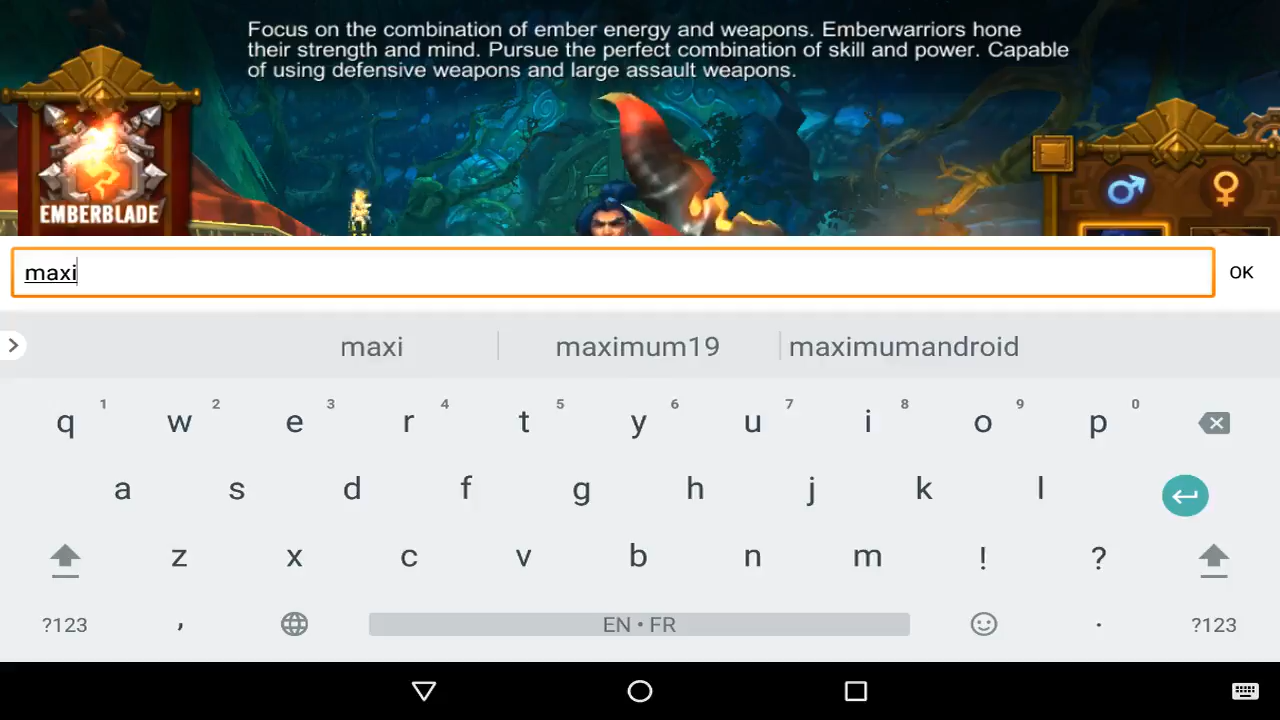 Focus on the combination of ember energy and weapons. Emberwarriors hone
their strength and mind. Pursue the perfect combination of skill and power. Capable
of using defensive weapons and large assault weapons.
EMBERBLADE
maxi
OK
maxi maximum19 maximumandroid
1 2 3 4 5 6 7 8 9 0
q w e r t y u i o p
a s d f g h j k l
z x c v b n m ! ?
?123 , EN • FR . ?123